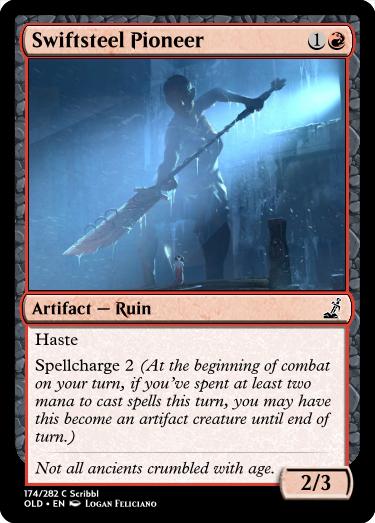 Swiftsteel Pioneer 1
Artifact — Ruin
Haste
Spellcharge 2 (At the beginning of combat
on your turn, if you've spent at least two
mana to cast spells this turn, you may have
this become an artifact creature until end of
turn.)
Not all ancients crumbled with age.
2/3
174/282 C Scribbl
OLD • EN Logan Feliciano